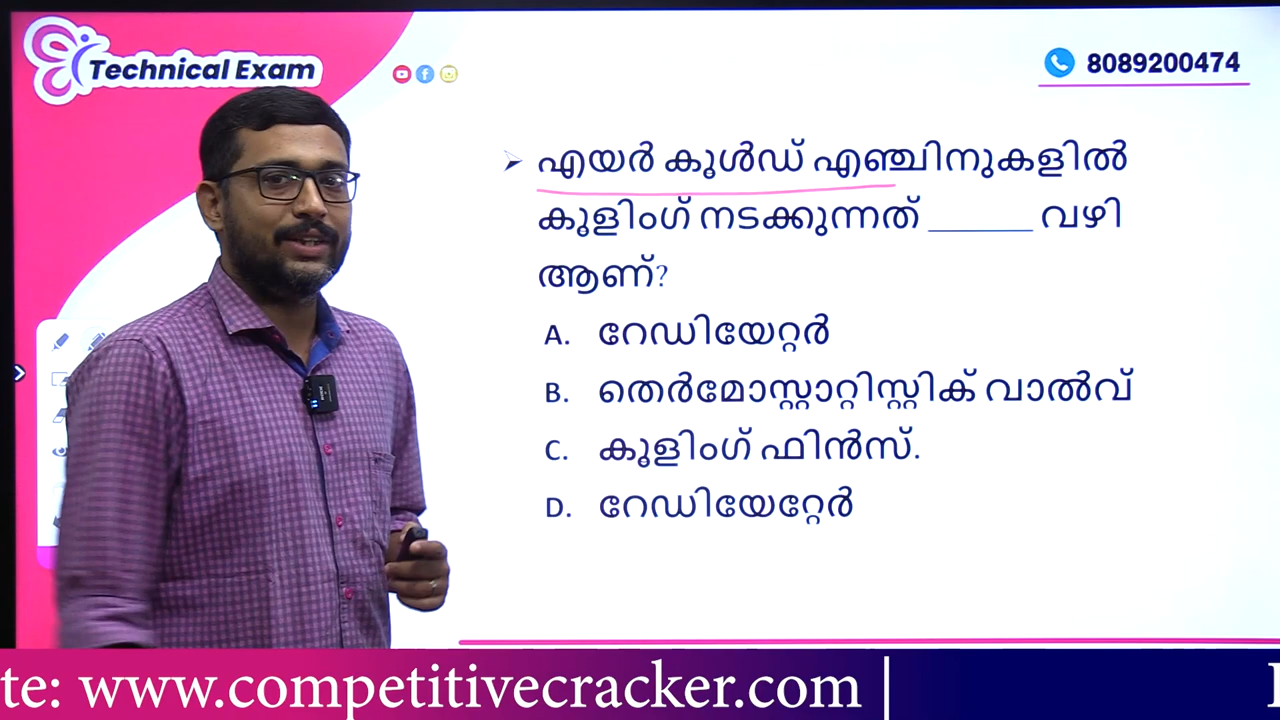 Technical Exam
8089200474
എയർ കൂൾഡ് എഞ്ചിനുകളിൽ
കൂളിംഗ് നടക്കുന്നത് ______ വഴി
ആണ്?
A. റേഡിയേറ്റർ
B. തെർമോസ്റ്റാറ്റിസ്റ്റിക് വാൽവ്
C. കൂളിംഗ് ഫിൻസ്.
D. റേഡിയേറ്റേർ
te: www.competitivecracker.com |